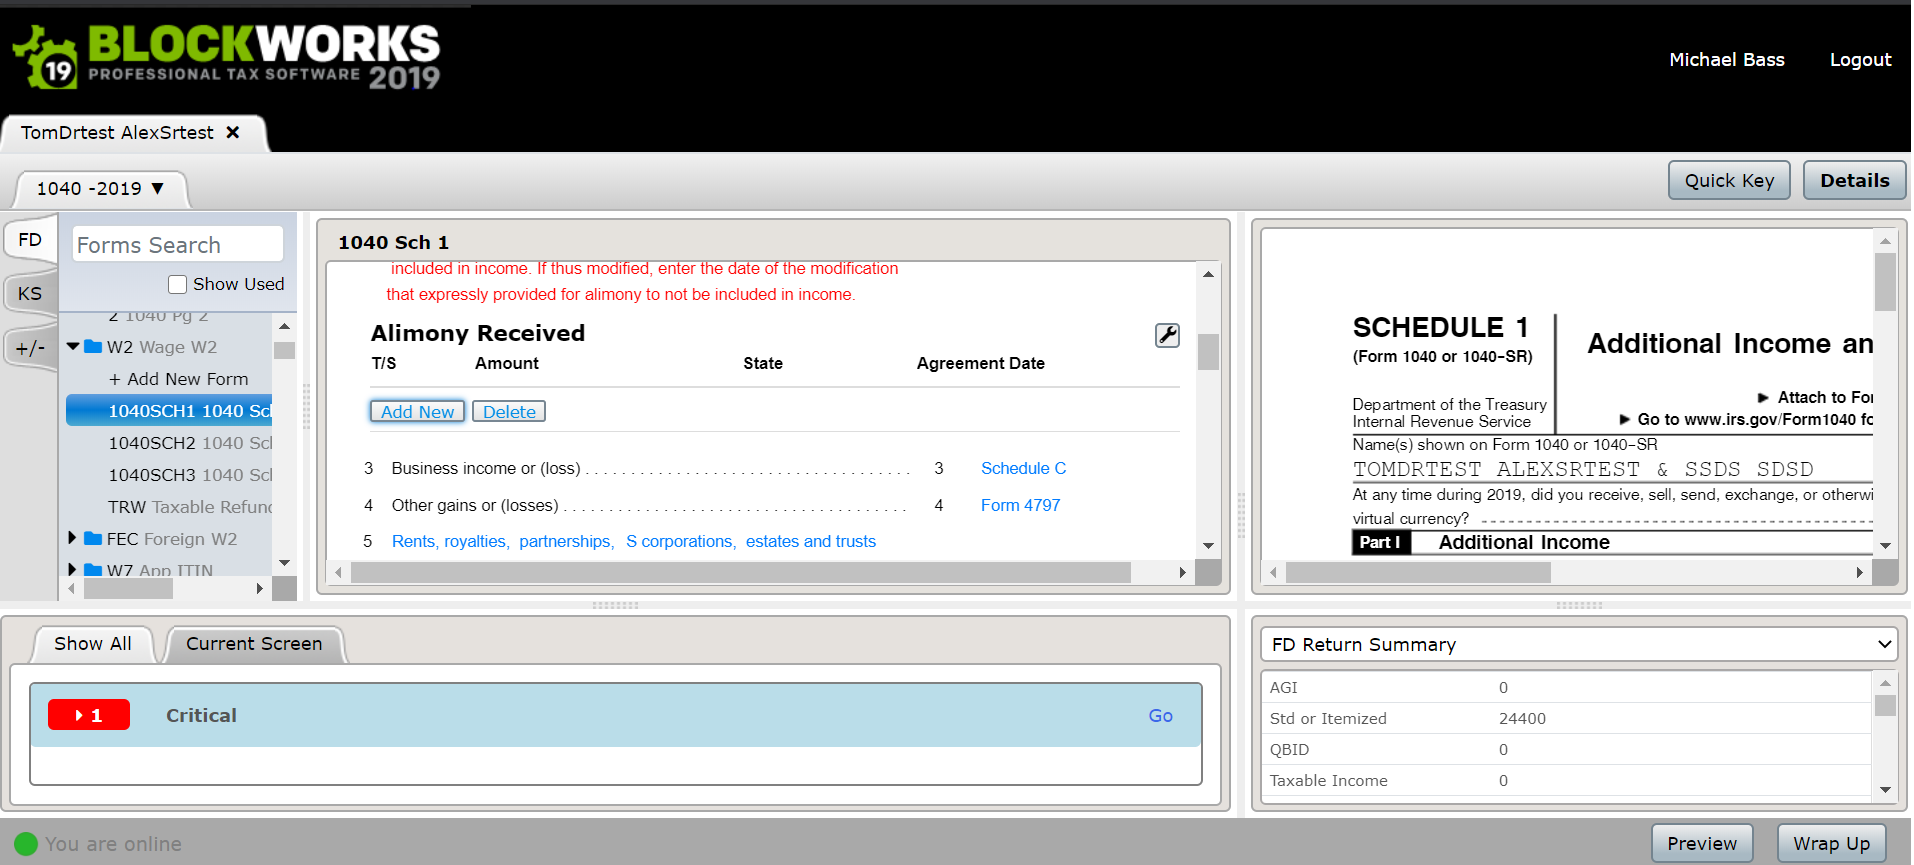 BLOCKWORKS
19
PROFESSIONAL TAX SOFTWARE 2019
Michael Bass
Logout
TomDrtest AlexSrtest ✕
1040 -2019 ▼
Quick Key
Details
FD
KS
+/-
Forms Search
Show Used
2 1040 Pg 2
W2 Wage W2
+ Add New Form
1040SCH1 1040 Scl
1040SCH2 1040 Scl
1040SCH3 1040 Scl
TRW Taxable Refund
FEC Foreign W2
W7 App ITIN
1040 Sch 1
included in income. If thus modified, enter the date of the modification
that expressly provided for alimony to not be included in income.
Alimony Received
T/S Amount State Agreement Date
Add New Delete
3 Business income or (loss) . . . . . . . . . . . . . . . . . . . . . . . . . . . . . . . . . . . . 3 Schedule C
4 Other gains or (losses) . . . . . . . . . . . . . . . . . . . . . . . . . . . . . . . . . . . . . . 4 Form 4797
5 Rents, royalties, partnerships, S corporations, estates and trusts
SCHEDULE 1
(Form 1040 or 1040-SR)
Department of the Treasury
Internal Revenue Service
Additional Income an
► Attach to For
► Go to www.irs.gov/Form1040 fo
Name(s) shown on Form 1040 or 1040-SR
TOMDRTEST ALEXSRTEST & SSDS SDSD
At any time during 2019, did you receive, sell, send, exchange, or otherwi
virtual currency?
Part I Additional Income
Show All
Current Screen
1 Critical Go
FD Return Summary
AGI 0
Std or Itemized 24400
QBID 0
Taxable Income 0
You are online
Preview
Wrap Up